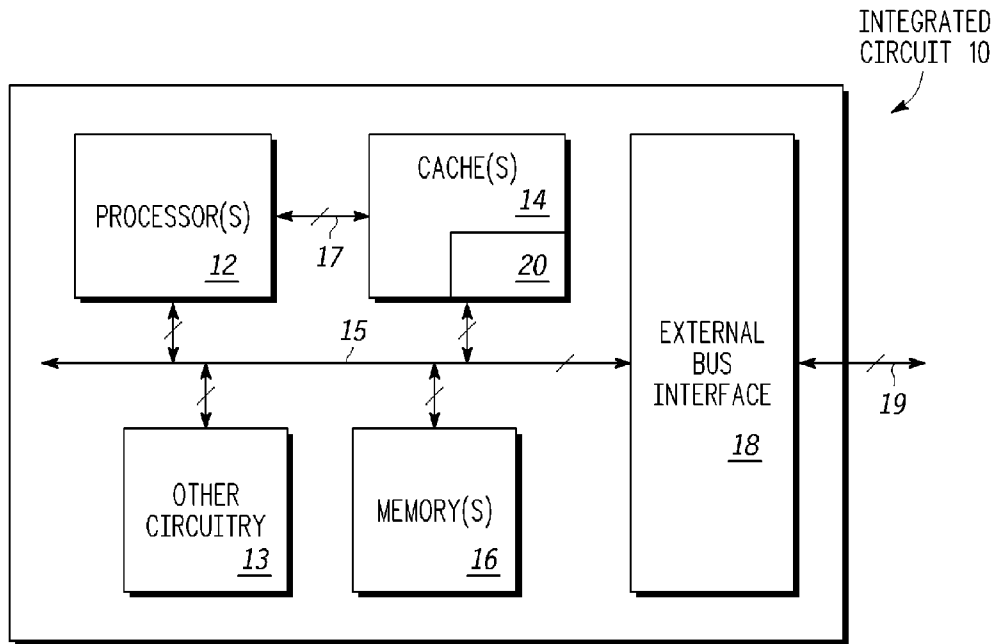 INTEGRATED
CIRCUIT 10
PROCESSOR(S)
12
17
CACHE(S)
14
20
EXTERNAL
BUS
INTERFACE
18
19
15
OTHER
CIRCUITRY
13
MEMORY(S)
16